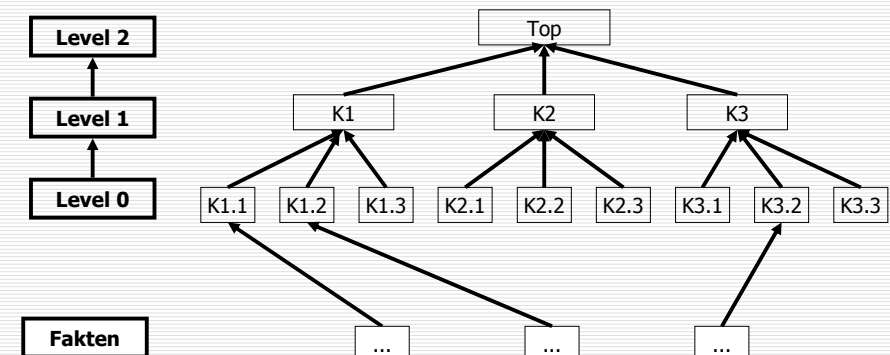 Level 2
Top
Level 1
K1
K2
K3
Level 0
K1.1
K1.2
K1.3
K2.1
K2.2
K2.3
K3.1
K3.2
K3.3
Fakten
...
...
...